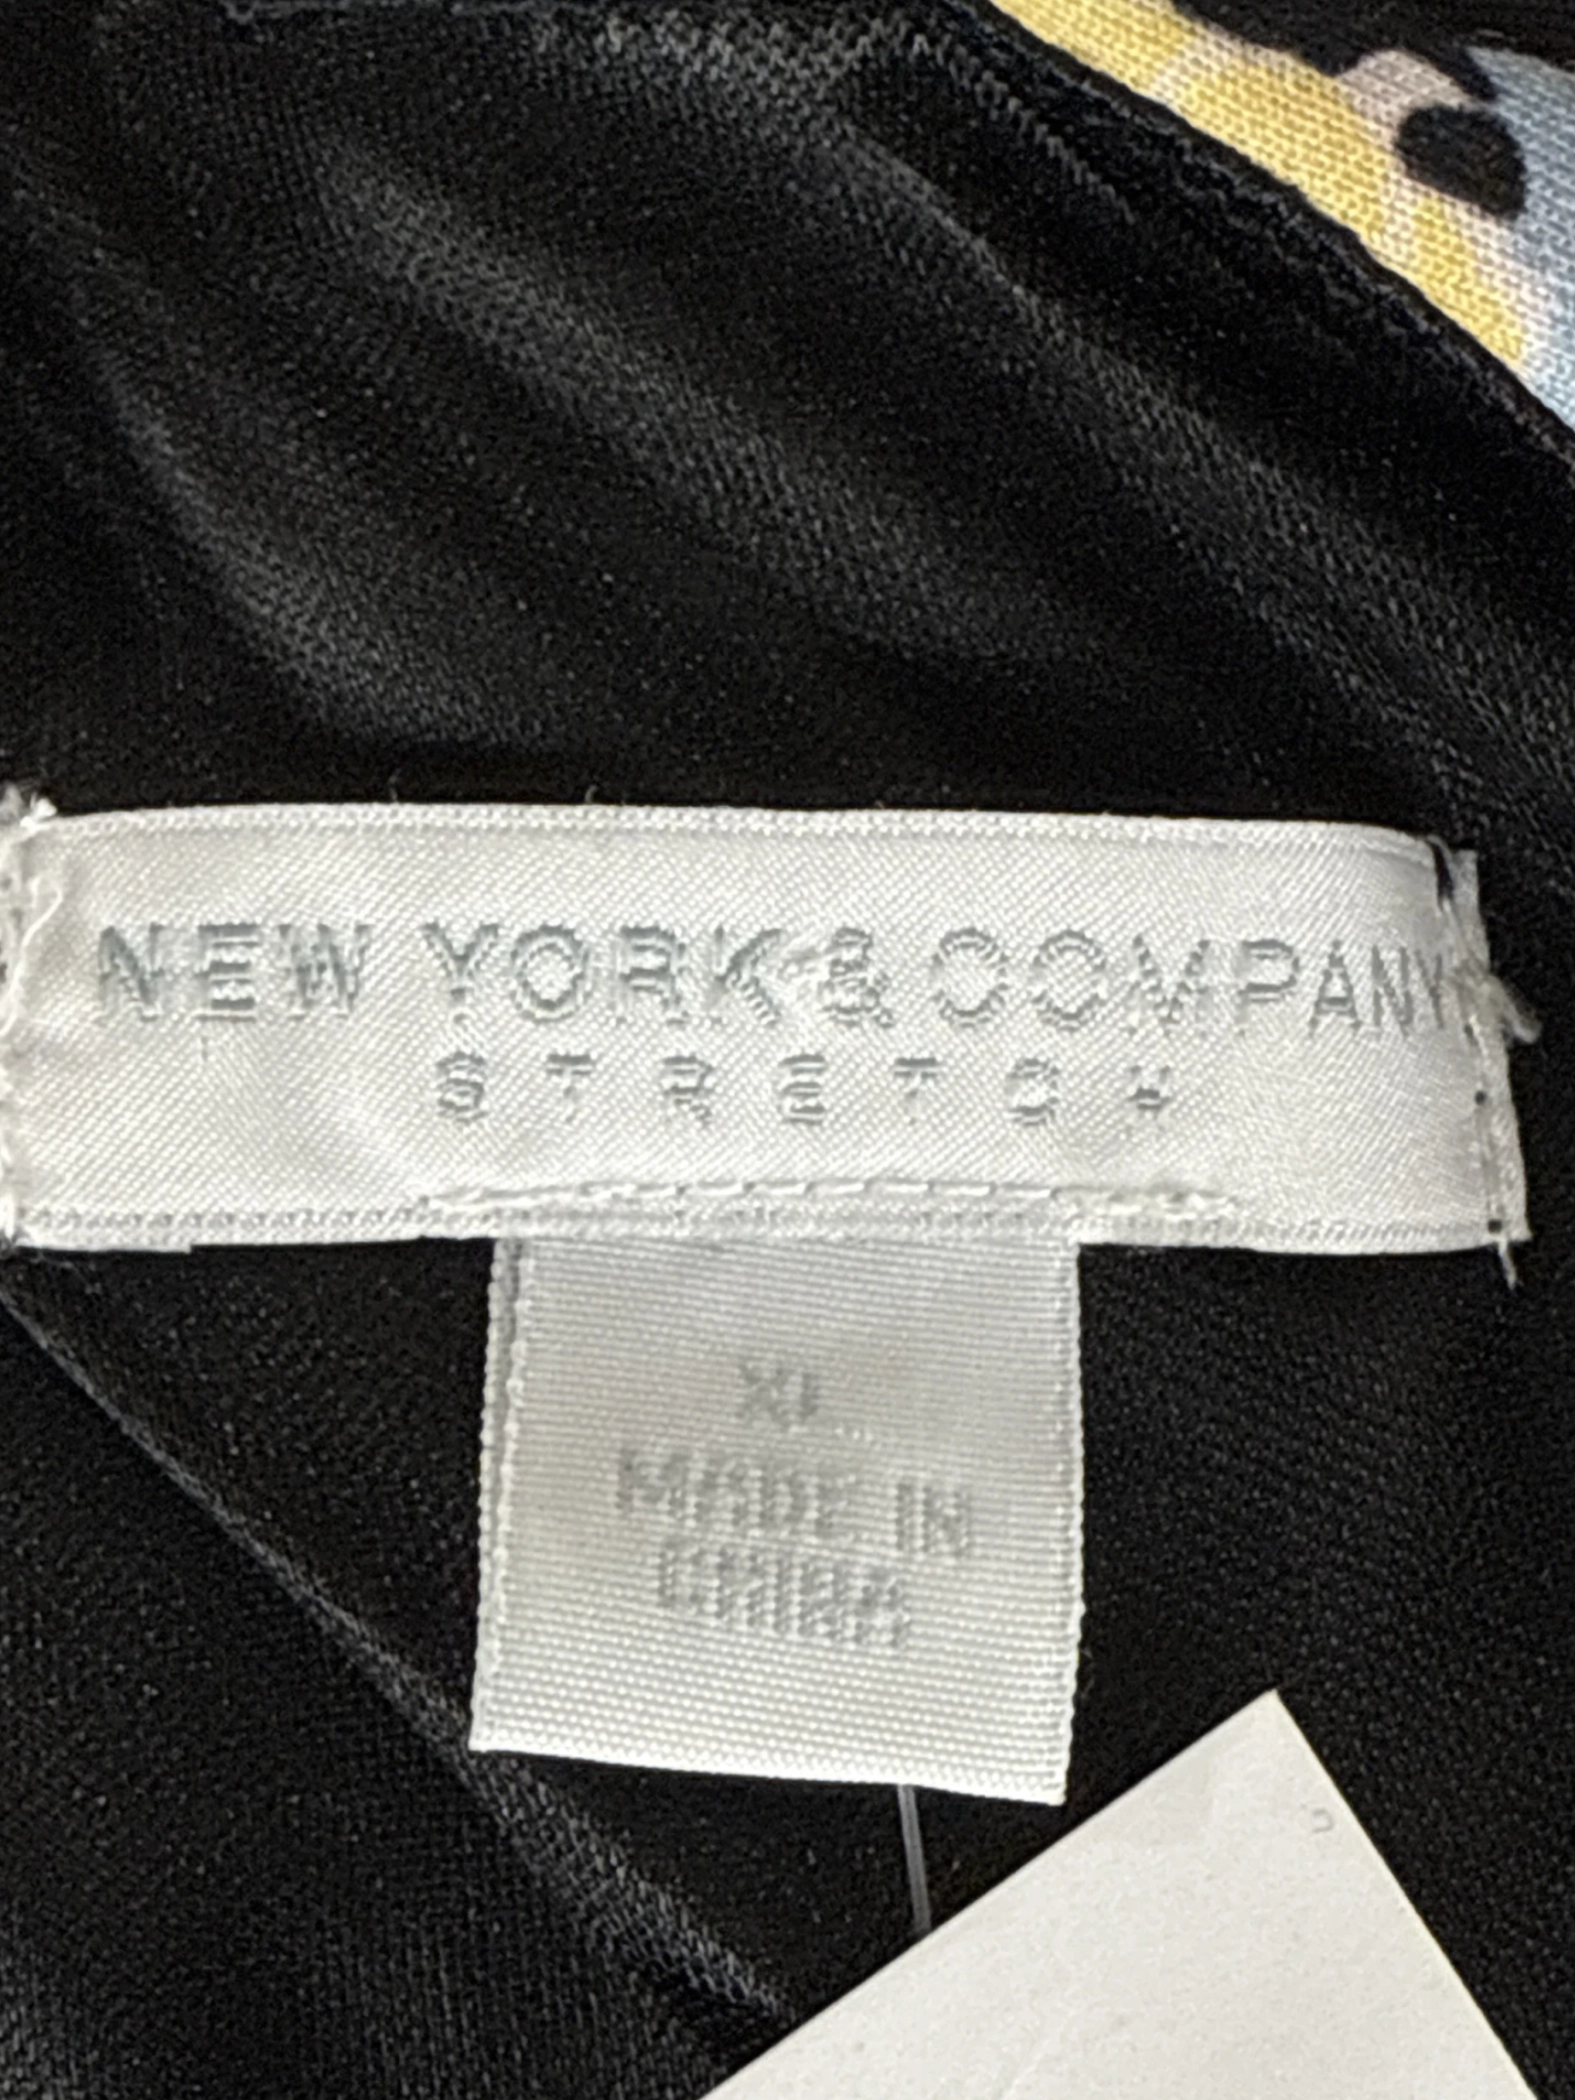 NEW YORK & COMPANY
STRETCH
XL
MADE IN
CHINA